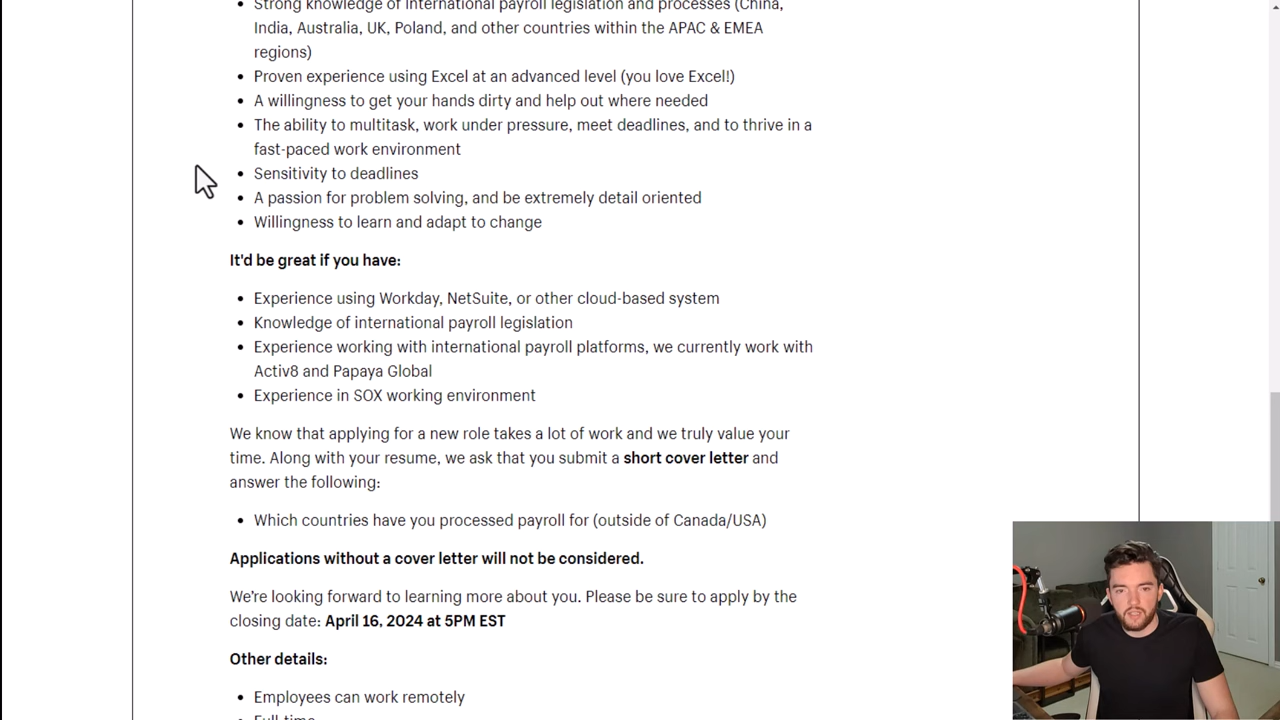 Strong knowledge of international payroll legislation and processes (China,
India, Australia, UK, Poland, and other countries within the APAC & EMEA
regions)
Proven experience using Excel at an advanced level (you love Excel!)
A willingness to get your hands dirty and help out where needed
The ability to multitask, work under pressure, meet deadlines, and to thrive in a
fast-paced work environment
Sensitivity to deadlines
A passion for problem solving, and be extremely detail oriented
Willingness to learn and adapt to change
It'd be great if you have:
Experience using Workday, NetSuite, or other cloud-based system
Knowledge of international payroll legislation
Experience working with international payroll platforms, we currently work with
Activ8 and Papaya Global
Experience in SOX working environment
We know that applying for a new role takes a lot of work and we truly value your
time. Along with your resume, we ask that you submit a short cover letter and
answer the following:
Which countries have you processed payroll for (outside of Canada/USA)
Applications without a cover letter will not be considered.
We're looking forward to learning more about you. Please be sure to apply by the
closing date: April 16, 2024 at 5PM EST
Other details:
Employees can work remotely
Full-time